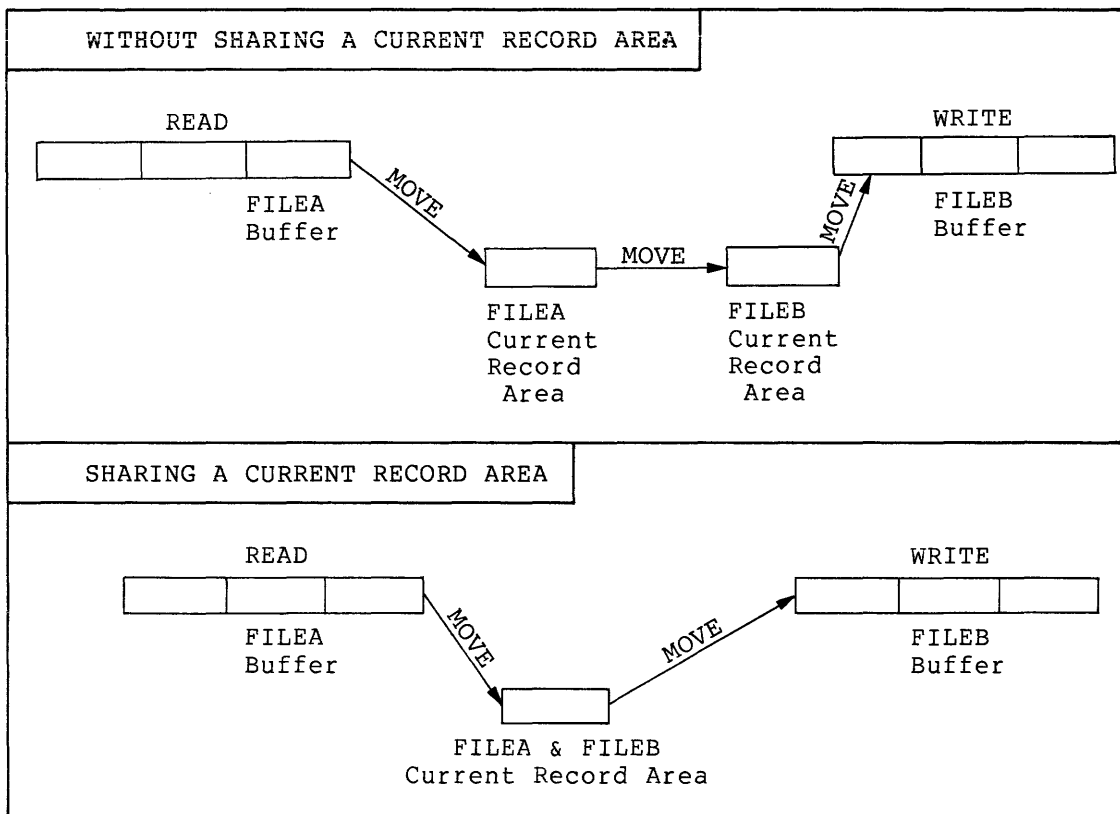 WITHOUT SHARING A CURRENT RECORD AREA
READ
WRITE
MOVE
FILEA
Buffer
MOVE
FILEB
Buffer
MOVE
FILEA
Current
Record
Area
FILEB
Current
Record
Area
SHARING A CURRENT RECORD AREA
READ
WRITE
FILEA
Buffer
MOVE
MOVE
FILEB
Buffer
FILEA & FILEB
Current Record Area